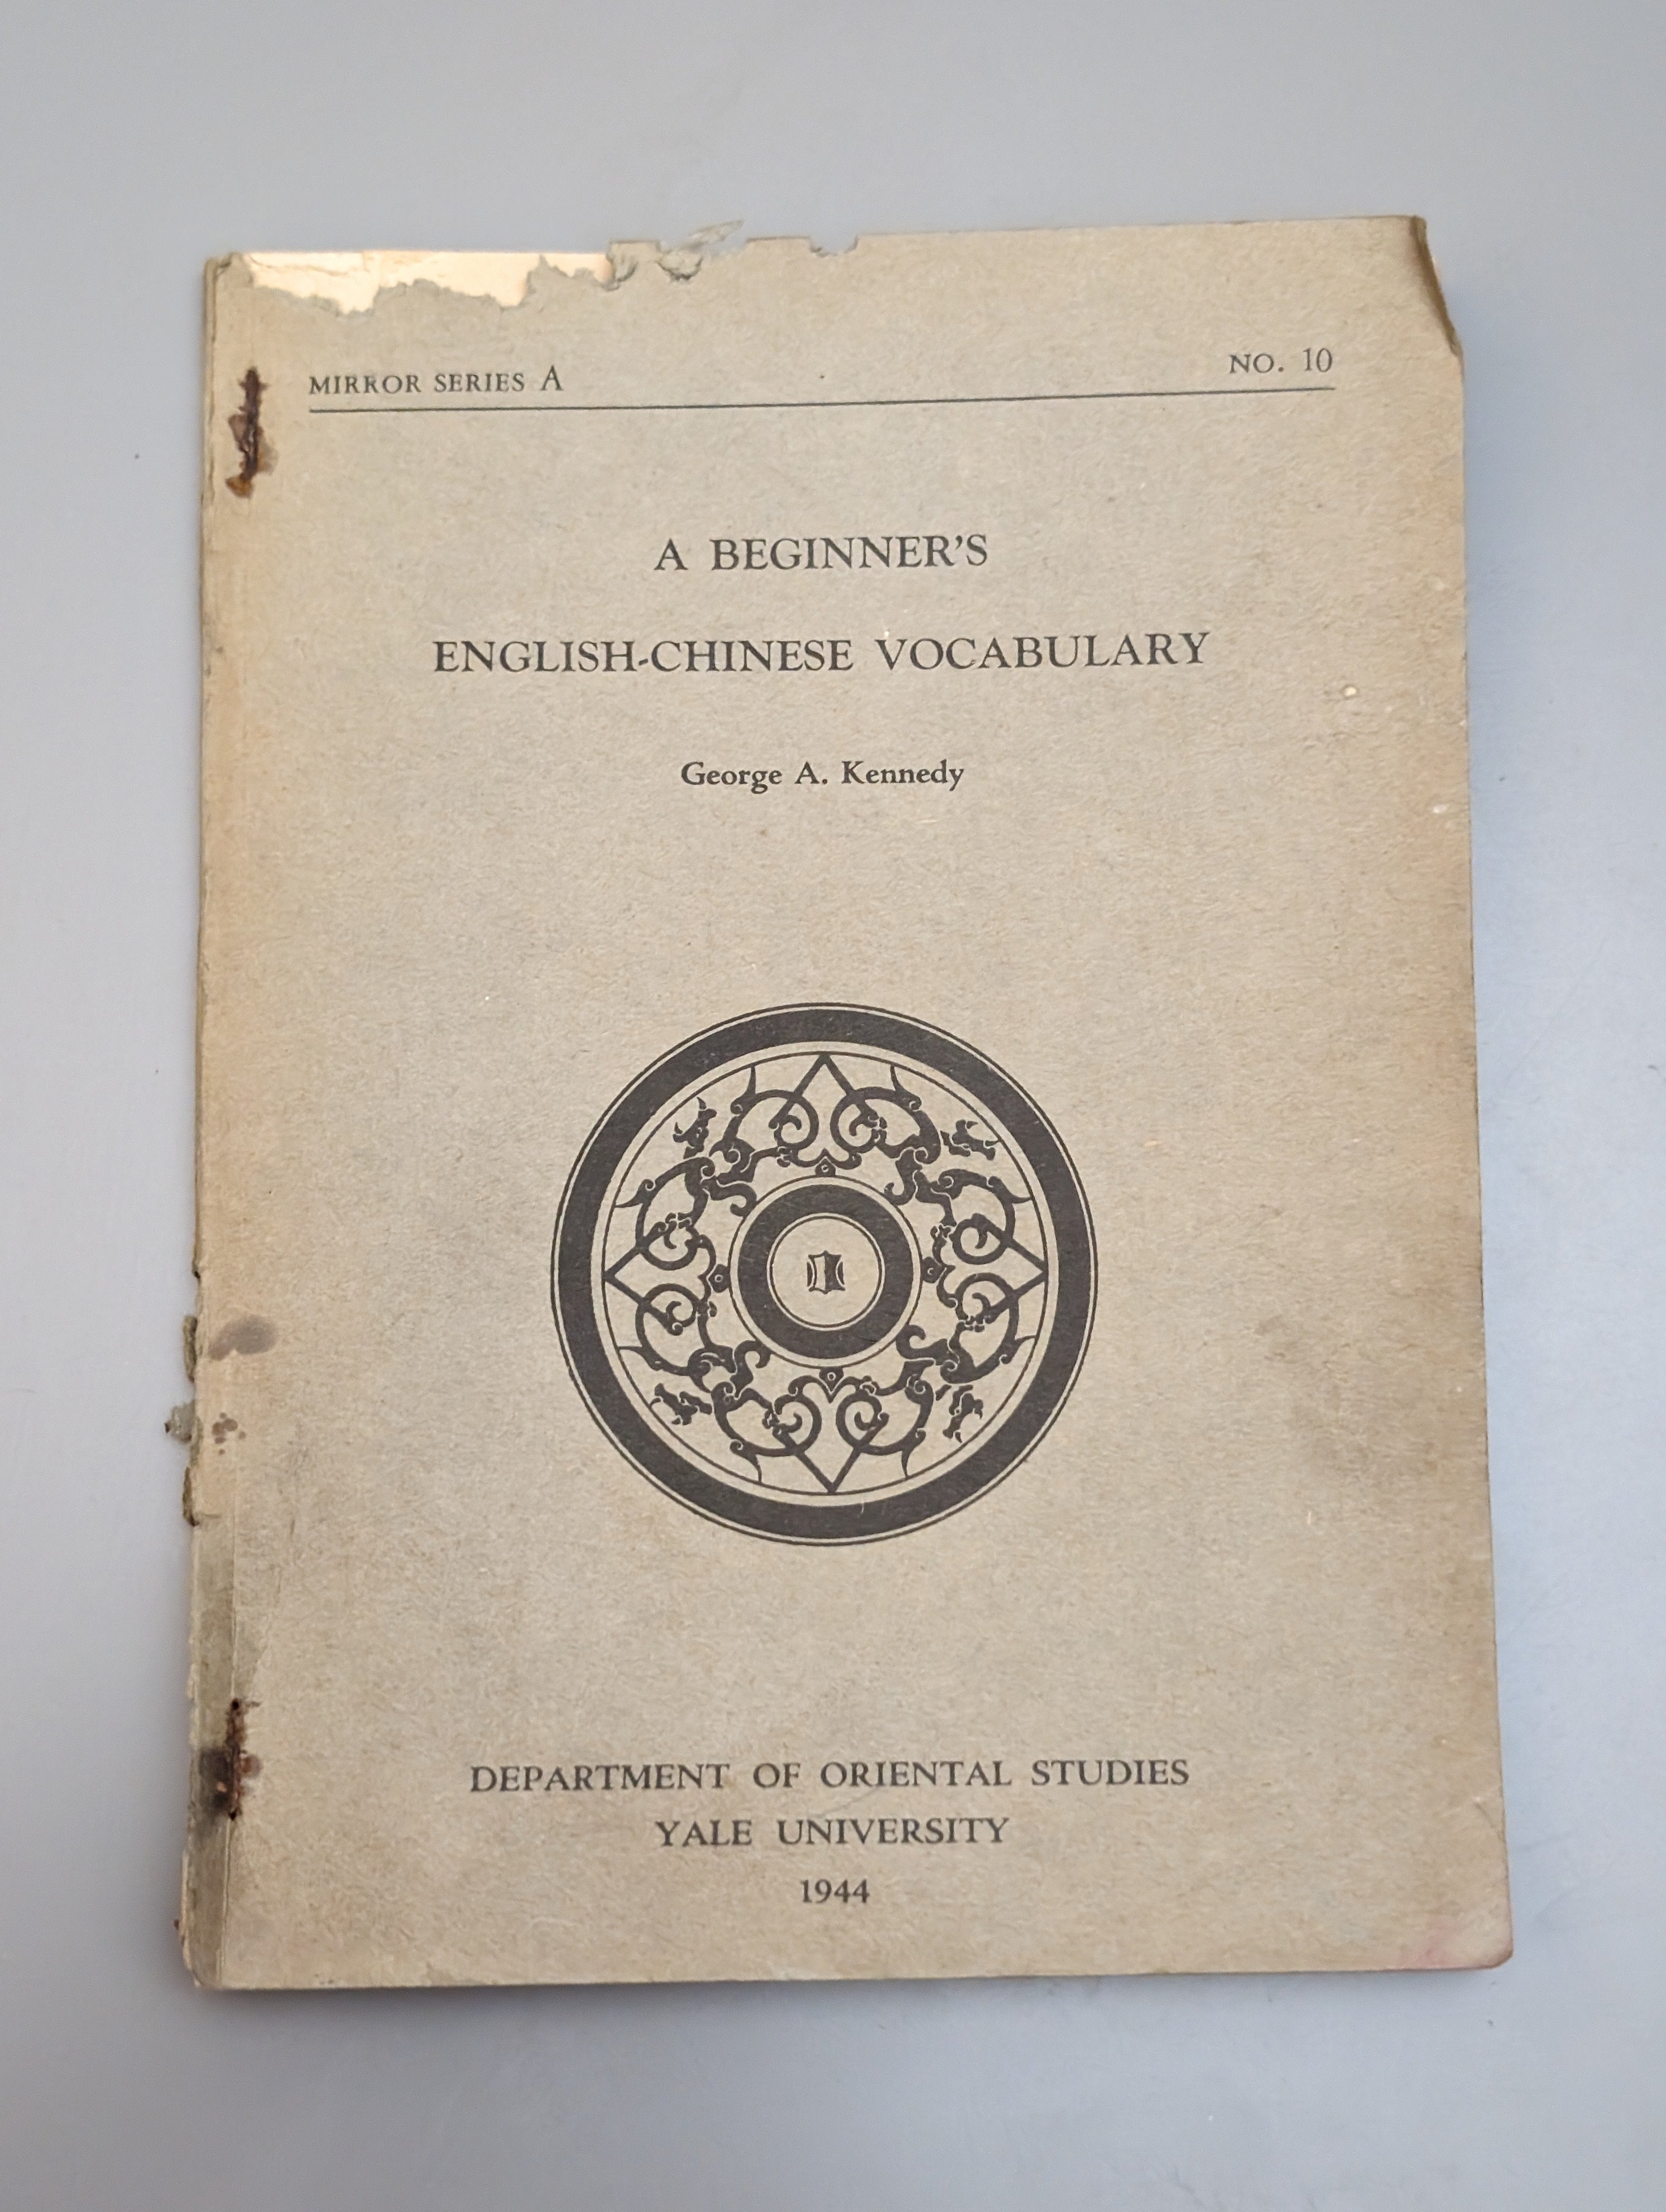 MIRROR SERIES A NO. 10
A BEGINNER'S
ENGLISH-CHINESE VOCABULARY
George A. Kennedy
DEPARTMENT OF ORIENTAL STUDIES
YALE UNIVERSITY
1944